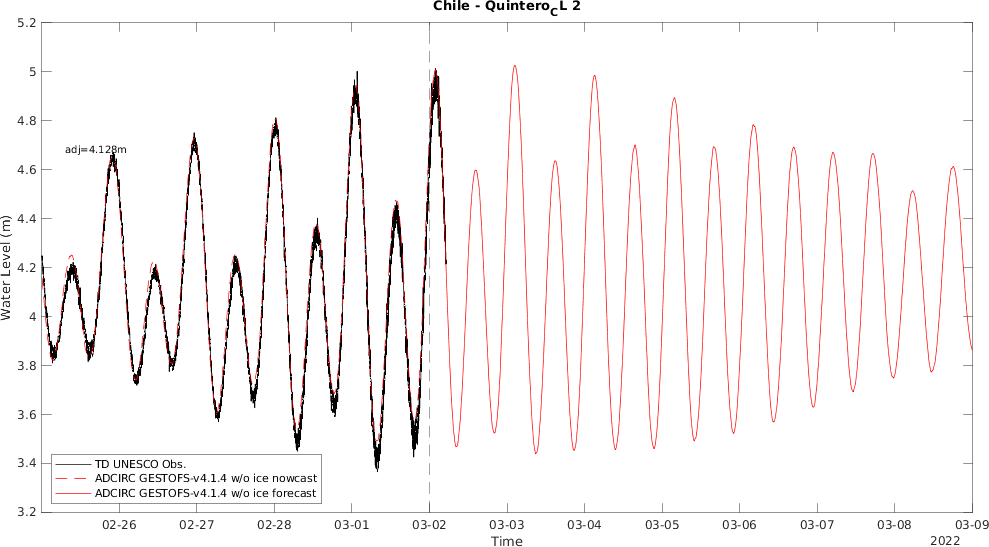 Chile - QuinteroCL 2
5.2
5
4.8
4.6
4.4
4.2
4
3.8
3.6
3.4
3.2
Water Level (m)
adj=4.128m
TD UNESCO Obs.
ADCIRC GESTOFS-v4.1.4 w/o ice nowcast
ADCIRC GESTOFS-v4.1.4 w/o ice forecast
02-26 02-27 02-28 03-01 03-02 03-03 03-04 03-05 03-06 03-07 03-08 03-09
Time
2022